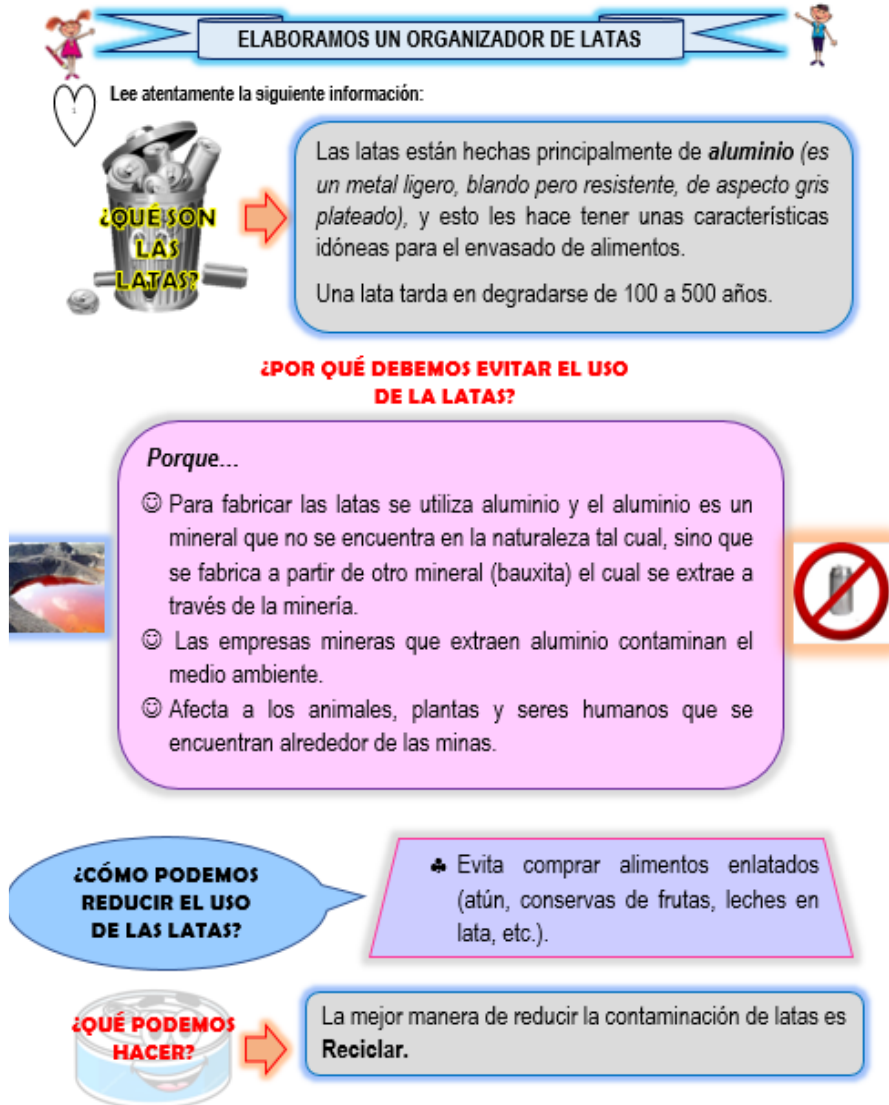 ELABORAMOS UN ORGANIZADOR DE LATAS
1
Lee atentamente la siguiente información:
¿QUÉ SON
LAS
LATAS?
Las latas están hechas principalmente de aluminio (es
un metal ligero, blando pero resistente, de aspecto gris
plateado), y esto les hace tener unas características
idóneas para el envasado de alimentos.
Una lata tarda en degradarse de 100 a 500 años.
¿POR QUÉ DEBEMOS EVITAR EL USO
DE LA LATAS?
Porque...
☺ Para fabricar las latas se utiliza aluminio y el aluminio es un
mineral que no se encuentra en la naturaleza tal cual, sino que
se fabrica a partir de otro mineral (bauxita) el cual se extrae a
través de la minería.
☺ Las empresas mineras que extraen aluminio contaminan el
medio ambiente.
☺ Afecta a los animales, plantas y seres humanos que se
encuentran alrededor de las minas.
¿CÓMO PODEMOS
REDUCIR EL USO
DE LAS LATAS?
♣ Evita comprar alimentos enlatados
(atún, conservas de frutas, leches en
lata, etc.).
¿QUÉ PODEMOS
HACER?
La mejor manera de reducir la contaminación de latas es
Reciclar.